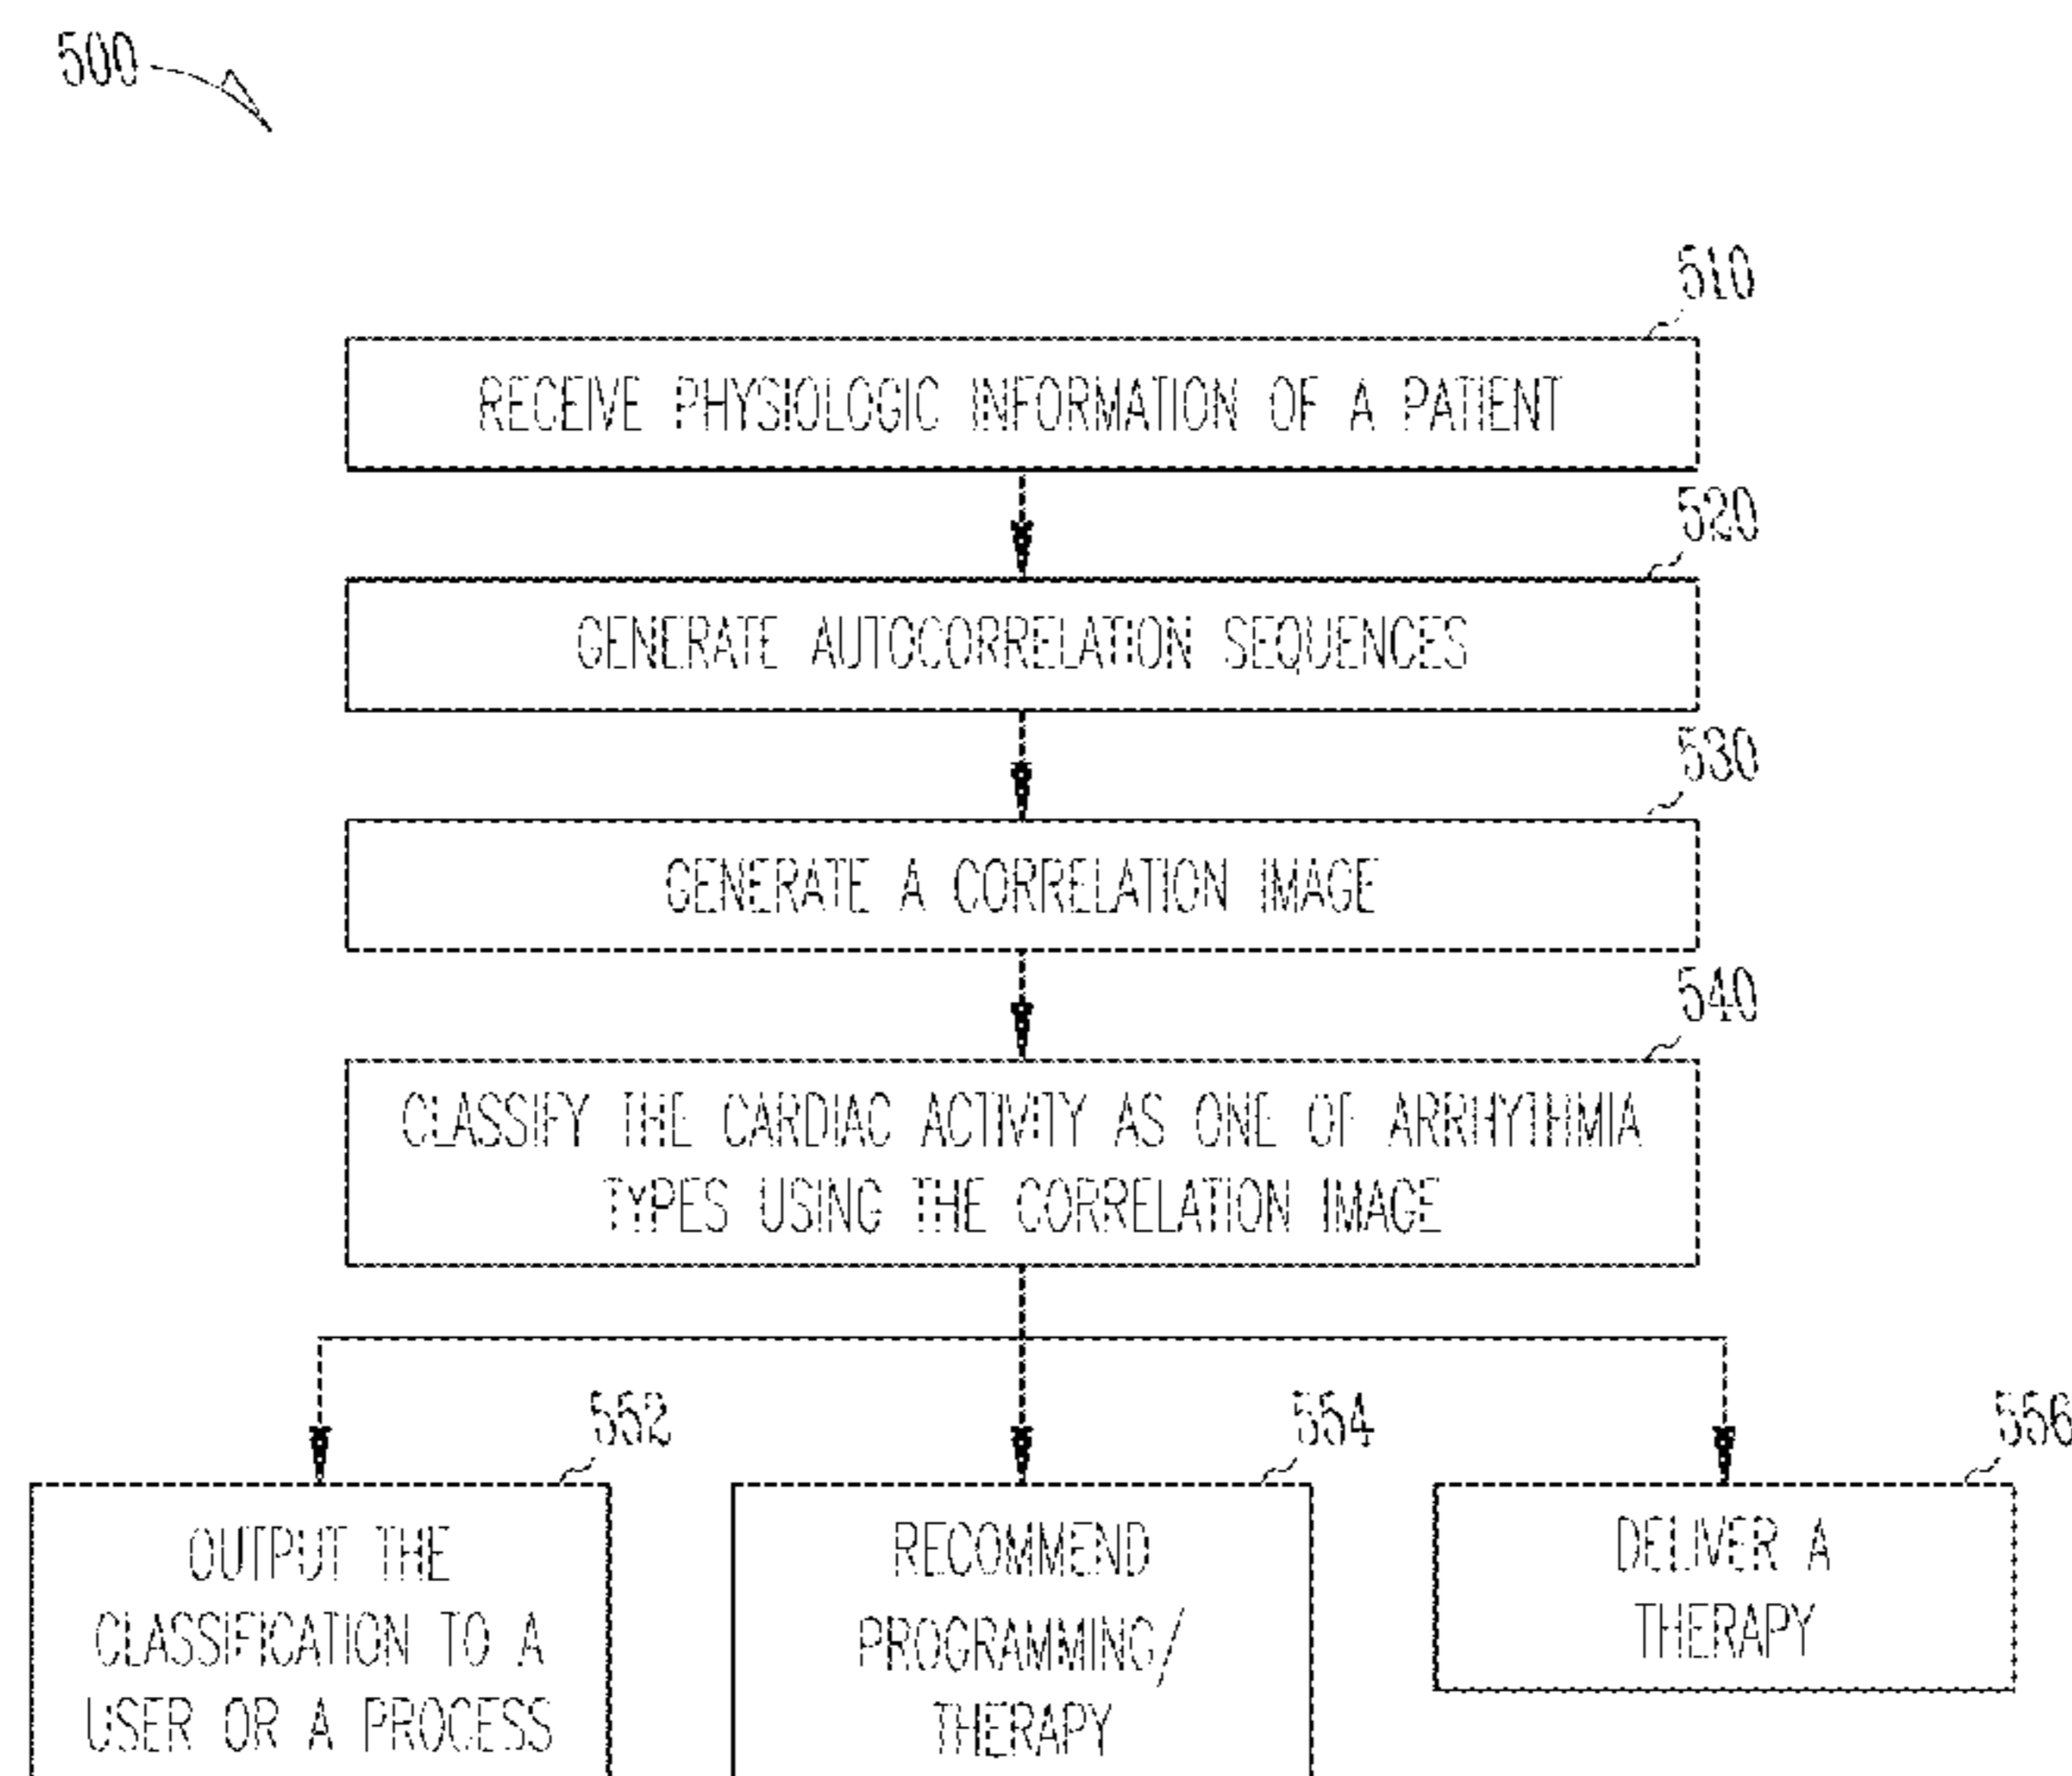 500
510
RECEIVE PHYSIOLOGIC INFORMATION OF A PATIENT
520
GENERATE AUTOCORRELATION SEQUENCES
530
GENERATE A CORRELATION IMAGE
540
CLASSIFY THE CARDIAC ACTIVITY AS ONE OF ARRHYTHMIA
TYPES USING THE CORRELATION IMAGE
552
OUTPUT THE
CLASSIFICATION TO A
USER OR A PROCESS
554
RECOMMEND
PROGRAMMING/
THERAPY
556
DELIVER A
THERAPY